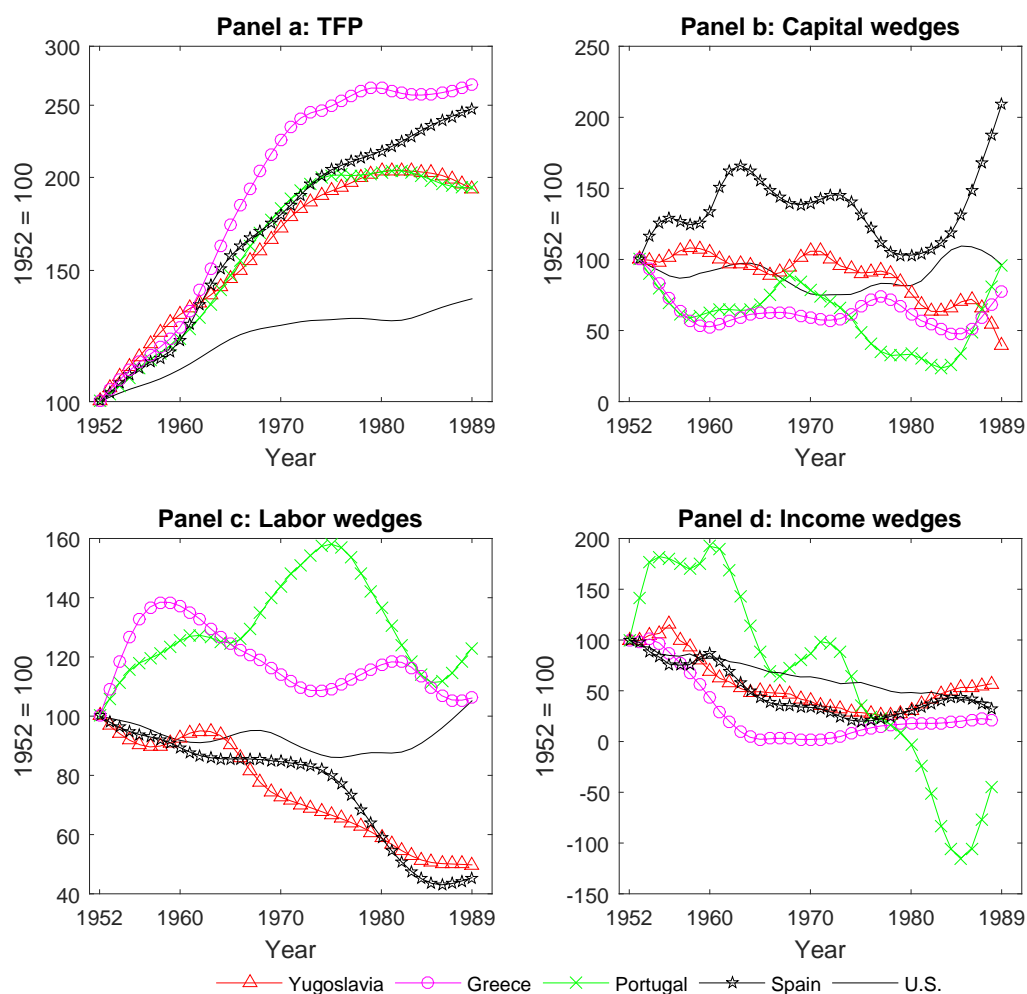 Panel a: TFP
300
250
200
150
100
1952 = 100
1952 1960 1970 1980 1989
Year
Panel b: Capital wedges
250
200
150
100
50
0
1952 = 100
1952 1960 1970 1980 1989
Year
Panel c: Labor wedges
160
140
120
100
80
60
40
1952 = 100
1952 1960 1970 1980 1989
Year
Panel d: Income wedges
200
150
100
50
0
-50
-100
-150
1952 = 100
1952 1960 1970 1980 1989
Year
Yugoslavia Greece Portugal Spain U.S.